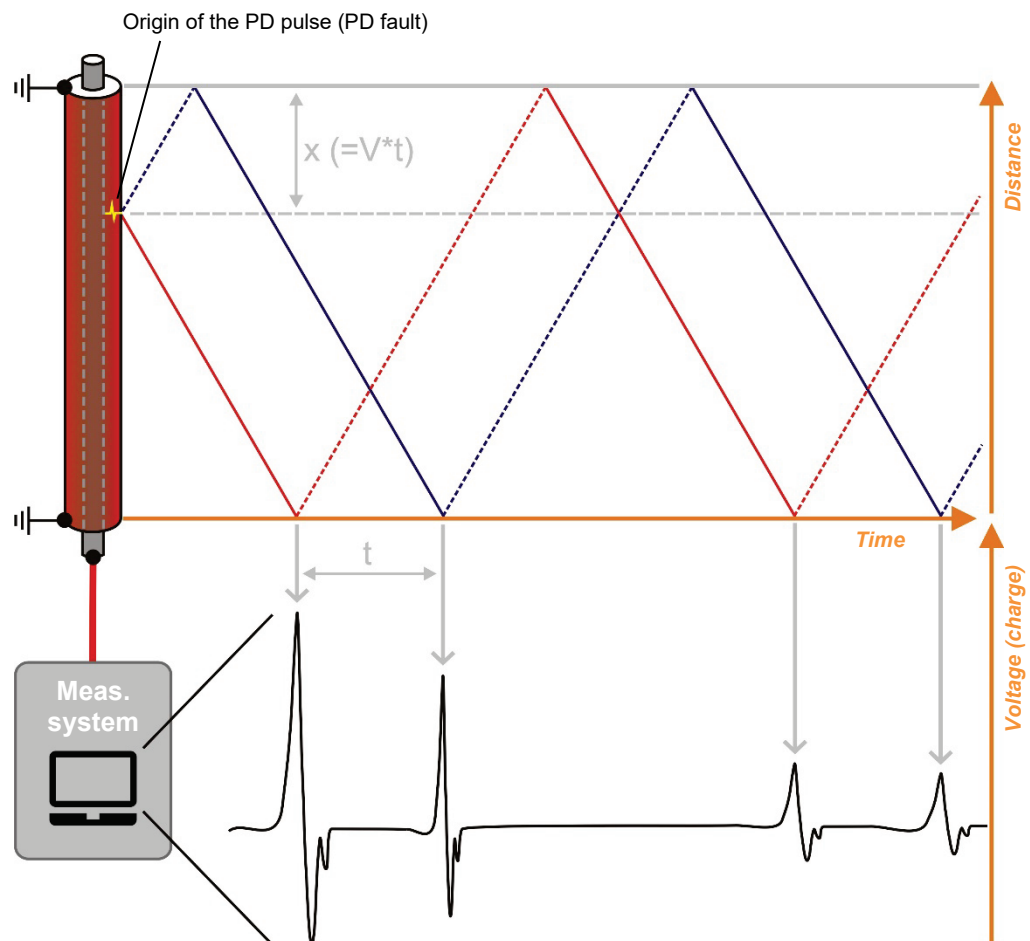 Origin of the PD pulse (PD fault)
x (=V*t)
Distance
Time
t
Voltage (charge)
Meas.
system